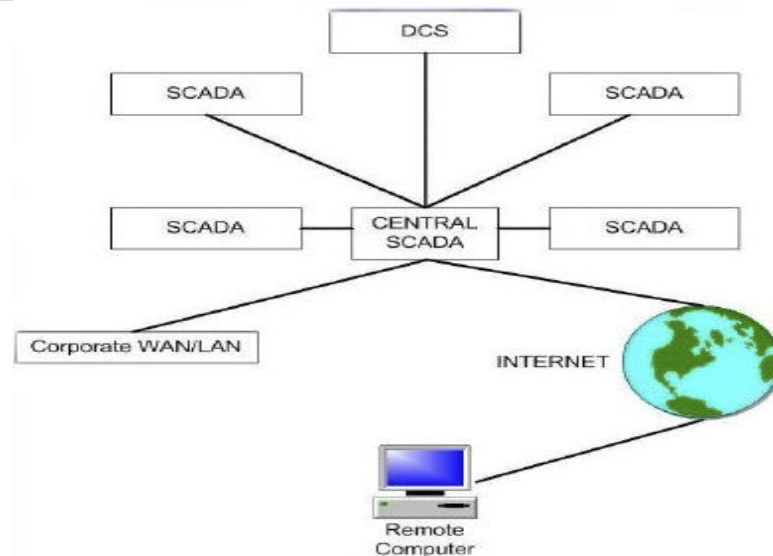 DCS
SCADA
SCADA
SCADA
CENTRAL
SCADA
SCADA
Corporate WAN/LAN
INTERNET
Remote
Computer